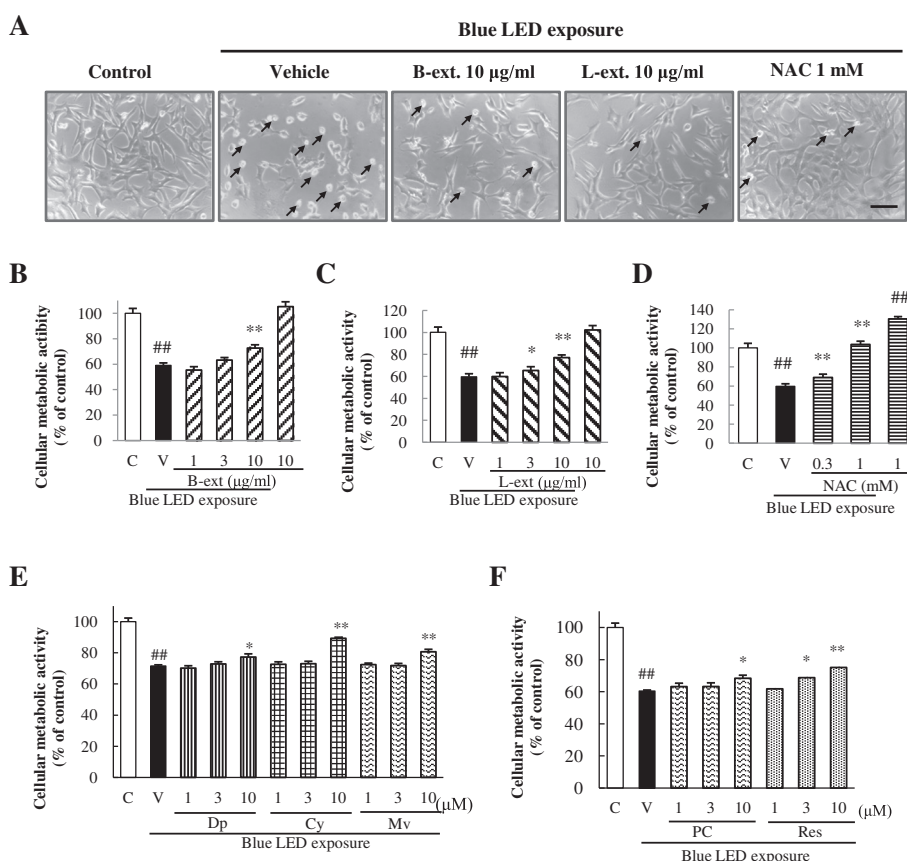 A
Blue LED exposure
Control Vehicle B-ext. 10 μg/ml L-ext. 10 μg/ml NAC 1 mM
B
Cellular metabolic actibity
(% of control)
100
80
60
40
20
0
##
**
C V 1 3 10 10
B-ext (μg/ml)
Blue LED exposure
C
Cellular metabolic activity
(% of control)
120
100
80
60
40
20
0
##
*
**
C V 1 3 10 10
L-ext (μg/ml)
Blue LED exposure
D
Cellular metabolic activity
(% of control)
140
120
100
80
60
40
20
0
##
**
**
##
C V 0.3 1 1
NAC (mM)
Blue LED exposure
E
Cellular metabolic activity
(% of control)
100
80
60
40
20
0
##
*
**
**
C V 1 3 10 1 3 10 1 3 10 (μM)
Dp Cy Mv
Blue LED exposure
F
Cellular metabolic activity
(% of control)
100
80
60
40
20
0
##
*
*
**
C V 1 3 10 1 3 10 (μM)
PC Res
Blue LED exposure